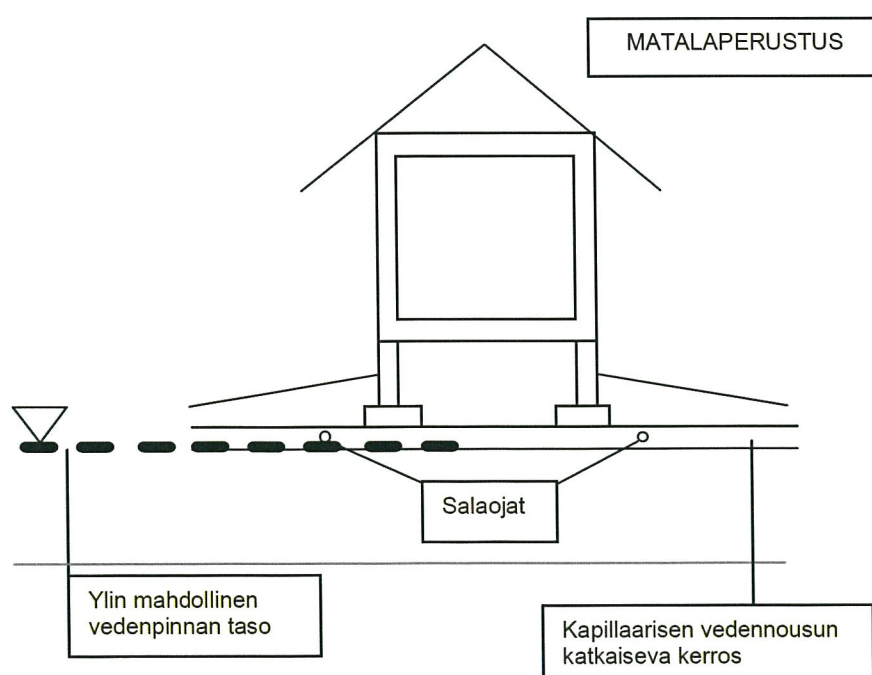 MATALAPERUSTUS
Salaojat
Ylin mahdollinen
vedenpinnan taso
Kapillaarisen vedennousun
katkaiseva kerros